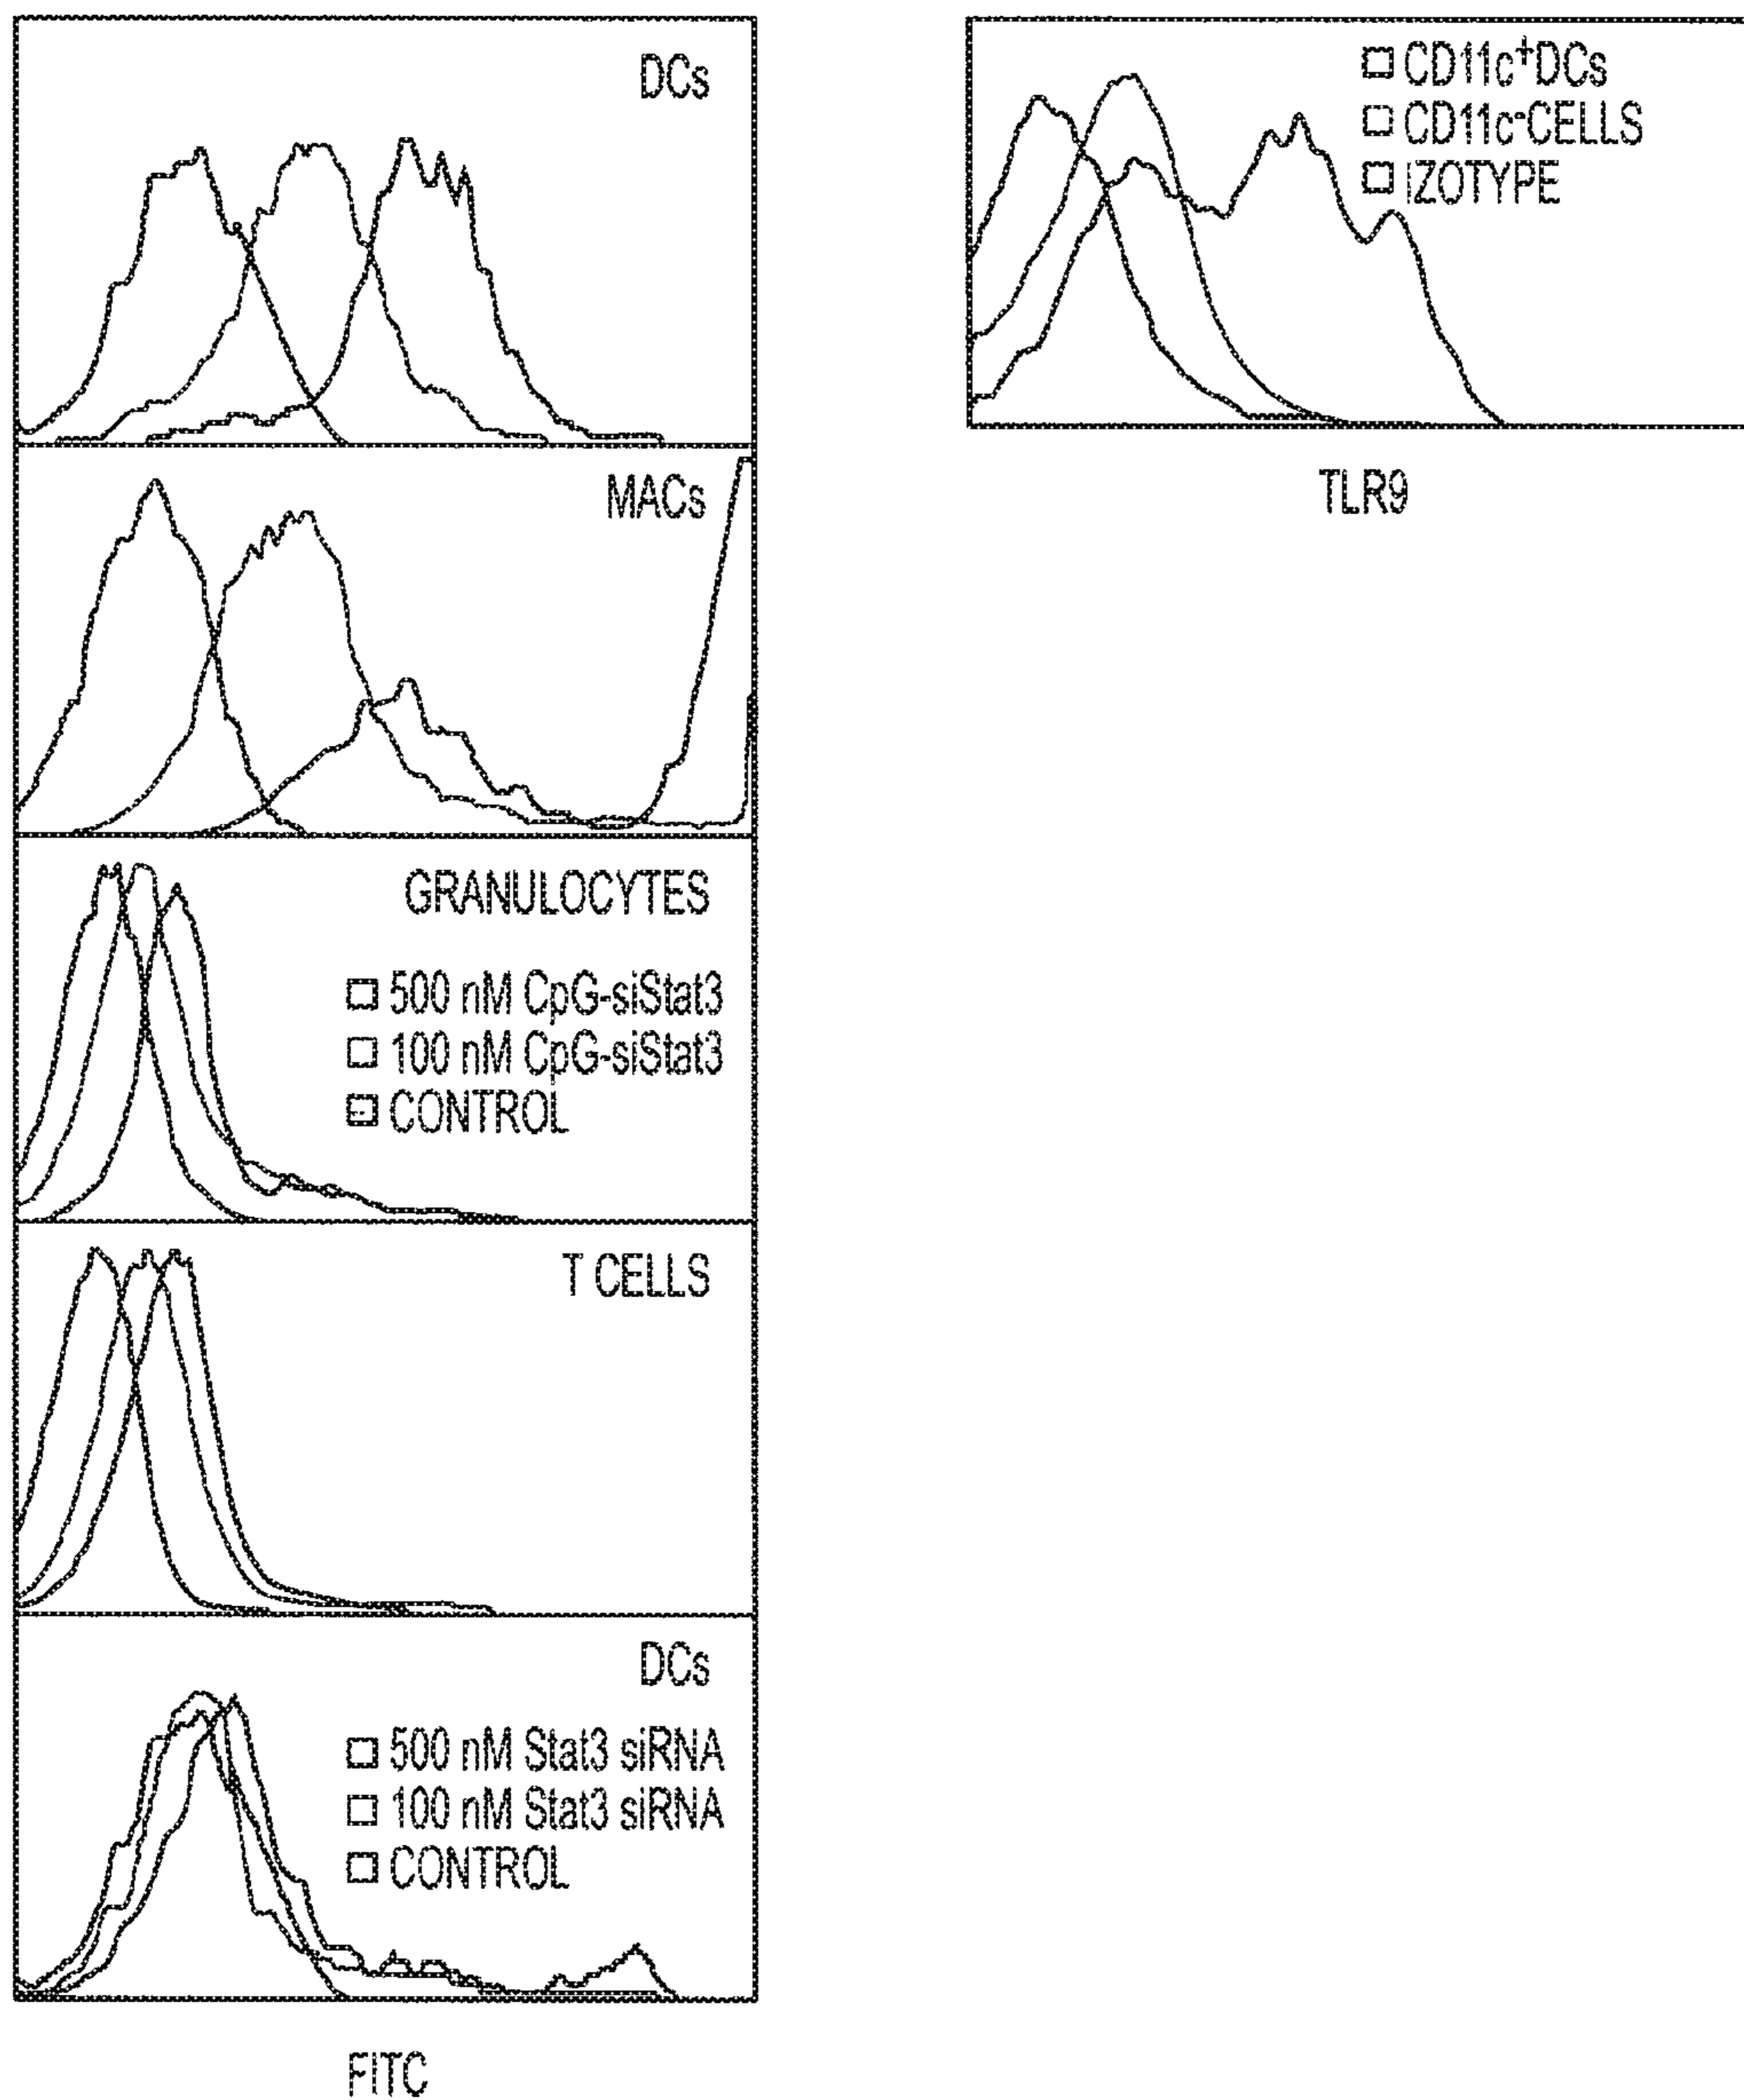 DCs
MACs
GRANULOCYTES
500 nM CpG-siStat3
100 nM CpG-siStat3
CONTROL
T CELLS
DCs
500 nM Stat3 siRNA
100 nM Stat3 siRNA
CONTROL
FITC
CD11c⁺DCs
CD11c⁻CELLS
IZOTYPE
TLR9